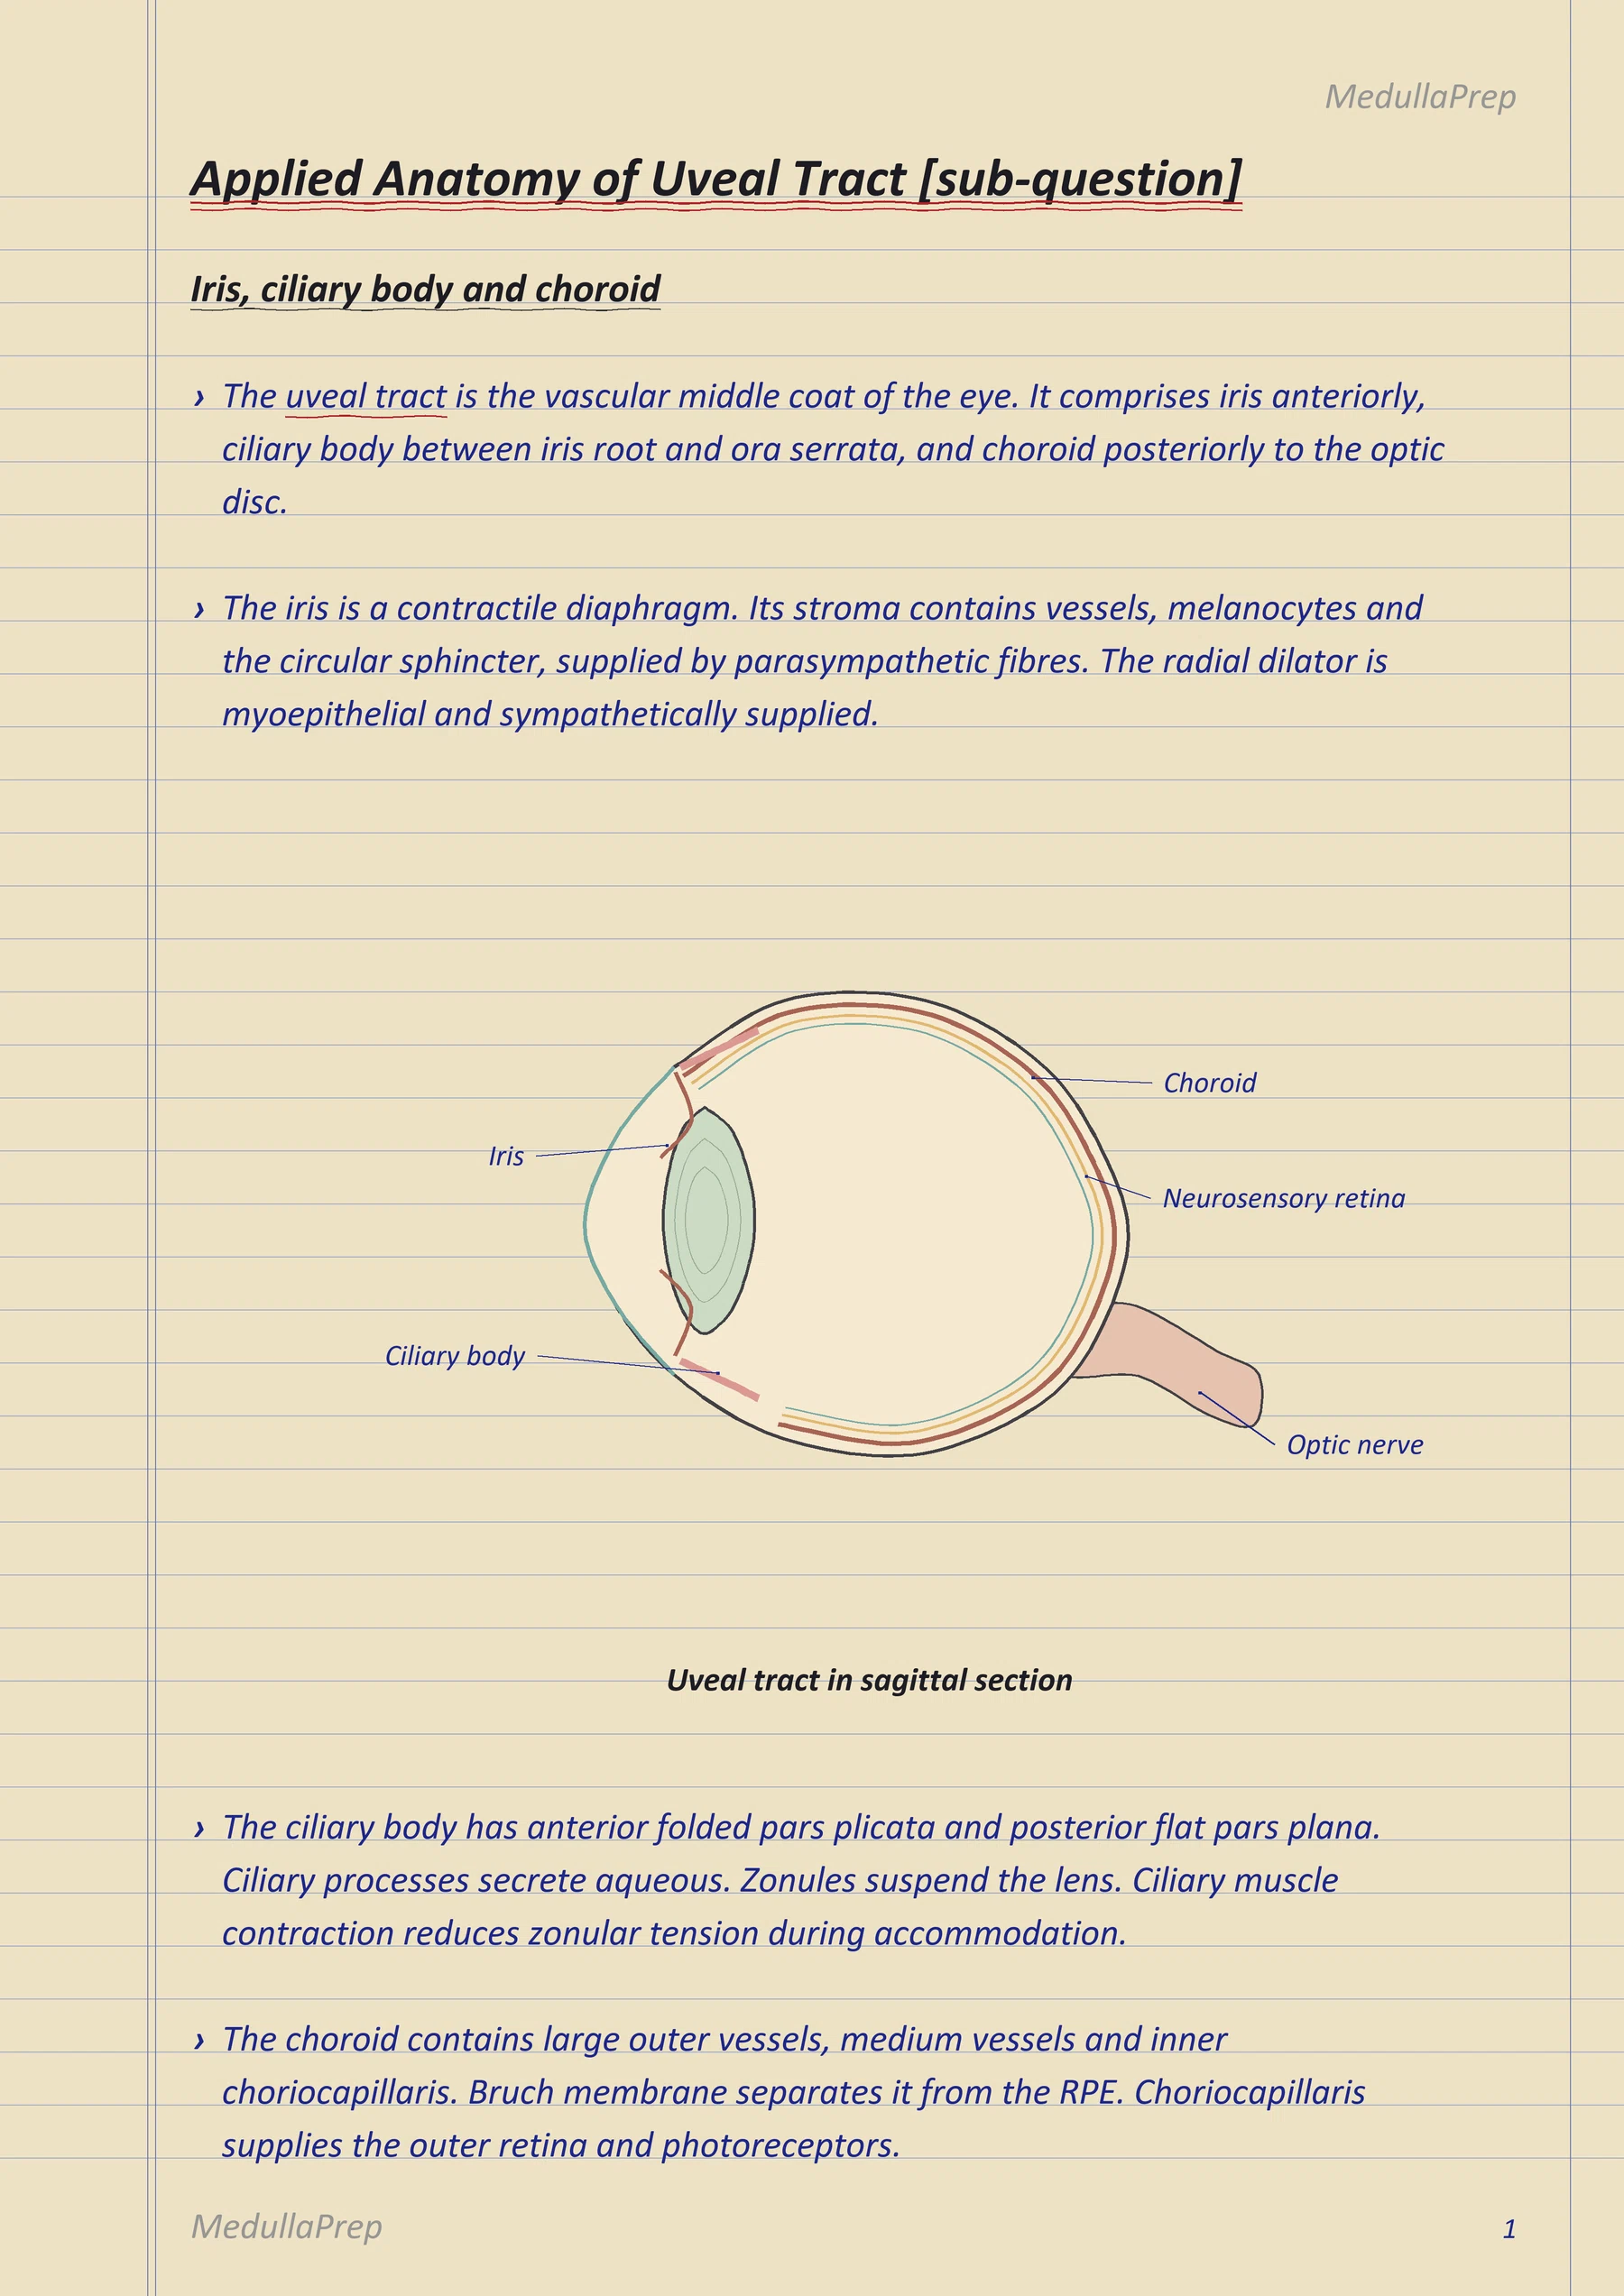 MedullaPrep
Applied Anatomy of Uveal Tract [sub-question]
Iris, ciliary body and choroid
› The uveal tract is the vascular middle coat of the eye. It comprises iris anteriorly,
ciliary body between iris root and ora serrata, and choroid posteriorly to the optic
disc.
› The iris is a contractile diaphragm. Its stroma contains vessels, melanocytes and
the circular sphincter, supplied by parasympathetic fibres. The radial dilator is
myoepithelial and sympathetically supplied.
Choroid
Iris
Neurosensory retina
Ciliary body
Optic nerve
Uveal tract in sagittal section
› The ciliary body has anterior folded pars plicata and posterior flat pars plana.
Ciliary processes secrete aqueous. Zonules suspend the lens. Ciliary muscle
contraction reduces zonular tension during accommodation.
› The choroid contains large outer vessels, medium vessels and inner
choriocapillaris. Bruch membrane separates it from the RPE. Choriocapillaris
supplies the outer retina and photoreceptors.
MedullaPrep
1